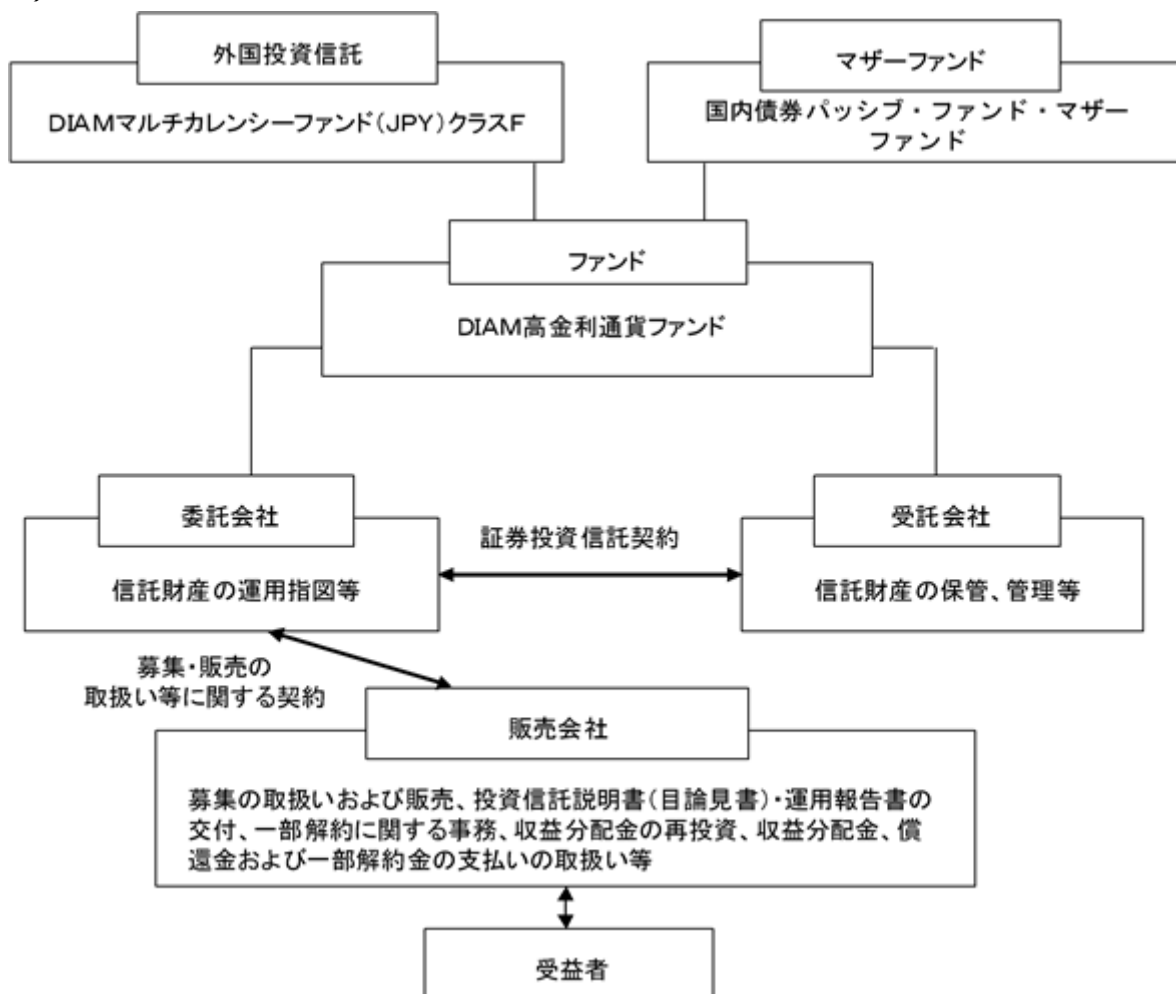 外国投資信託
マザーファンド
DIAMマルチカレンシーファンド(JPY)クラスF
国内債券パッシブ・ファンド・マザー
ファンド
ファンド
DIAM高金利通貨ファンド
委託会社
受託会社
証券投資信託契約
信託財産の運用指図等
信託財産の保管、管理等
募集・販売の
取扱い等に関する契約
販売会社
募集の取扱いおよび販売、投資信託説明書(目論見書)・運用報告書の
交付、一部解約に関する事務、収益分配金の再投資、収益分配金、償
還金および一部解約金の支払いの取扱い等
受益者